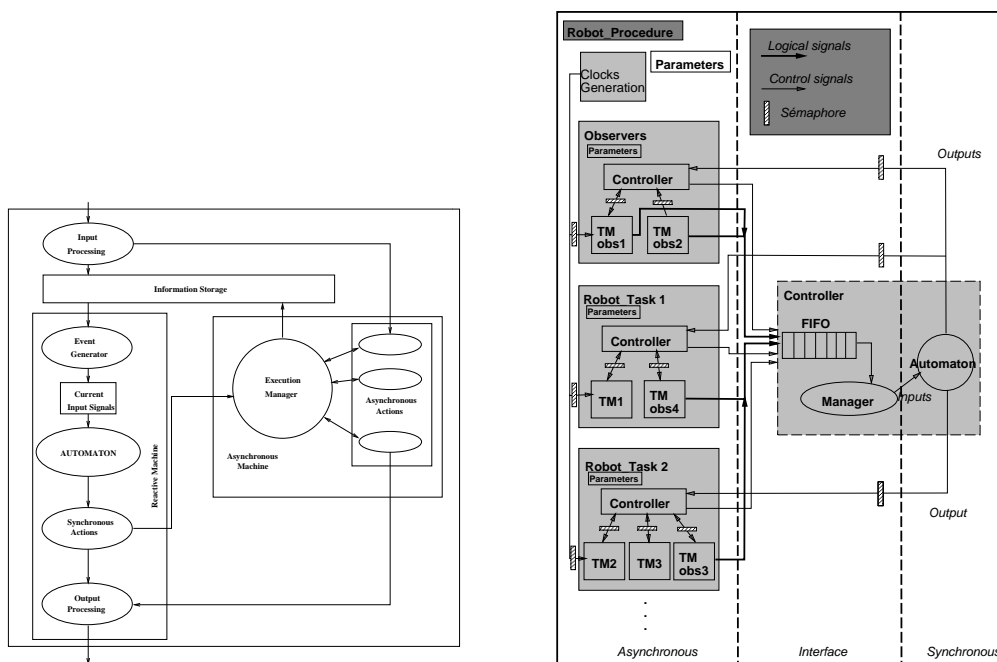 Input
Processing
Information Storage
Event
Generator
Current
Input Signals
AUTOMATON
Synchronous
Actions
Output
Processing
Reactive Machine
Execution
Manager
Asynchronous
Actions
Asynchronous
Machine
Robot_Procedure
Clocks
Generation
Parameters
Logical signals
Control signals
Sémaphore
Observers
Parameters
Controller
TM
obs1
TM
obs2
Outputs
Robot_Task 1
Parameters
Controller
TM1
TM
obs4
Controller
FIFO
Manager
Inputs
Automaton
Robot_Task 2
Parameters
Controller
TM2
TM3
TM
obs3
Output
Asynchronous
Interface
Synchronous